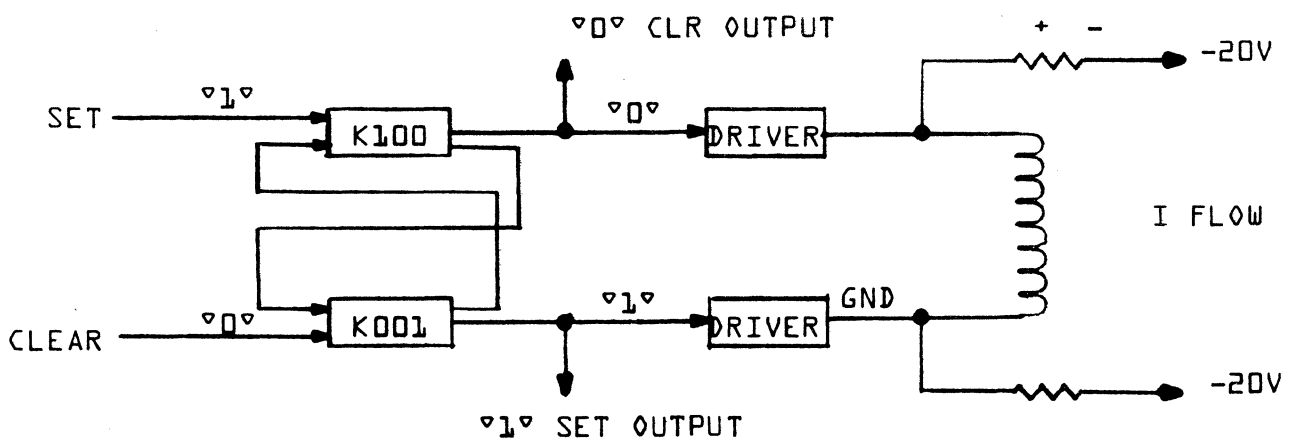 "0" CLR OUTPUT
+ -
-20V
SET
"1"
K100
"0"
DRIVER
I FLOW
CLEAR
"0"
K001
"1"
DRIVER
GND
-20V
"1" SET OUTPUT